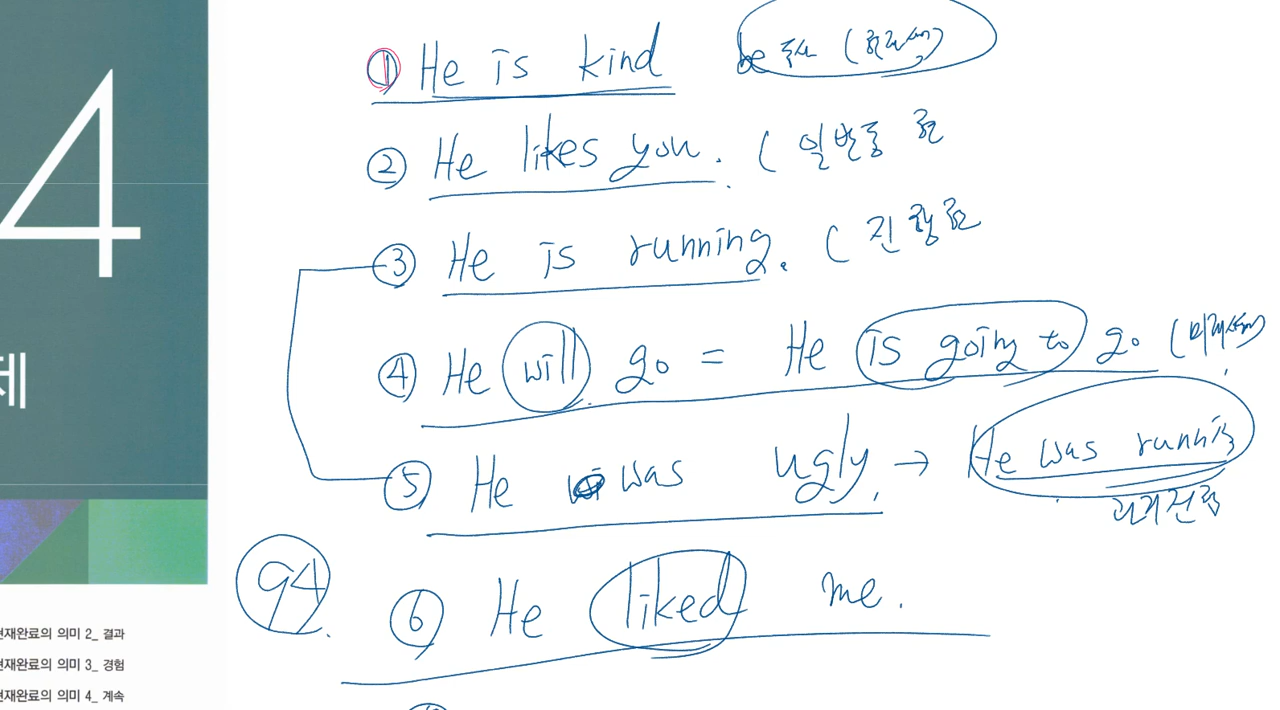 4
제
① He is kind be 동사 (현재시제)
② He likes you. ( 일반동 현
③ He is running. ( 진행형
④ He will go = He is going to go (미래시제)
⑤ He was ugly. → He was running
과거진행
94.
⑥ He liked me.
현재완료의 의미 2_ 결과
현재완료의 의미 3_ 경험
현재완료의 의미 4_ 계속